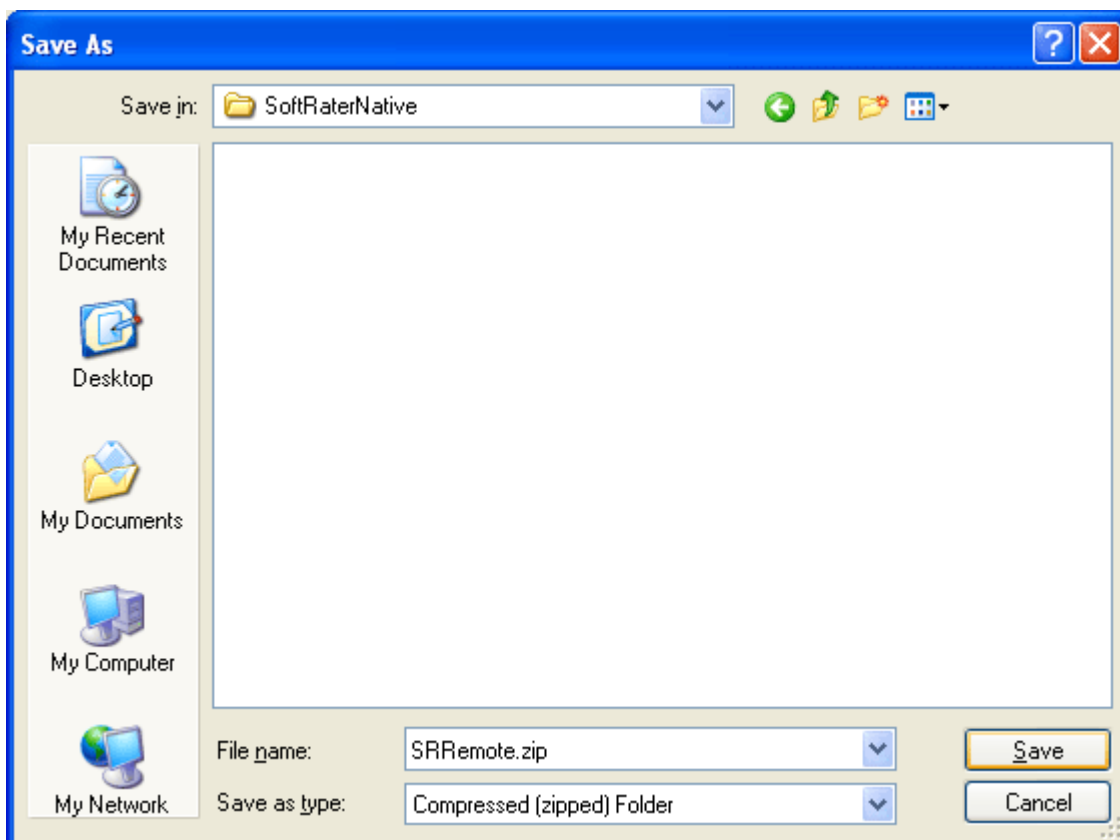 Save As
Save in: SoftRaterNative
My Recent
Documents
Desktop
My Documents
My Computer
My Network
File name: SRRemote.zip Save
Save as type: Compressed (zipped) Folder Cancel